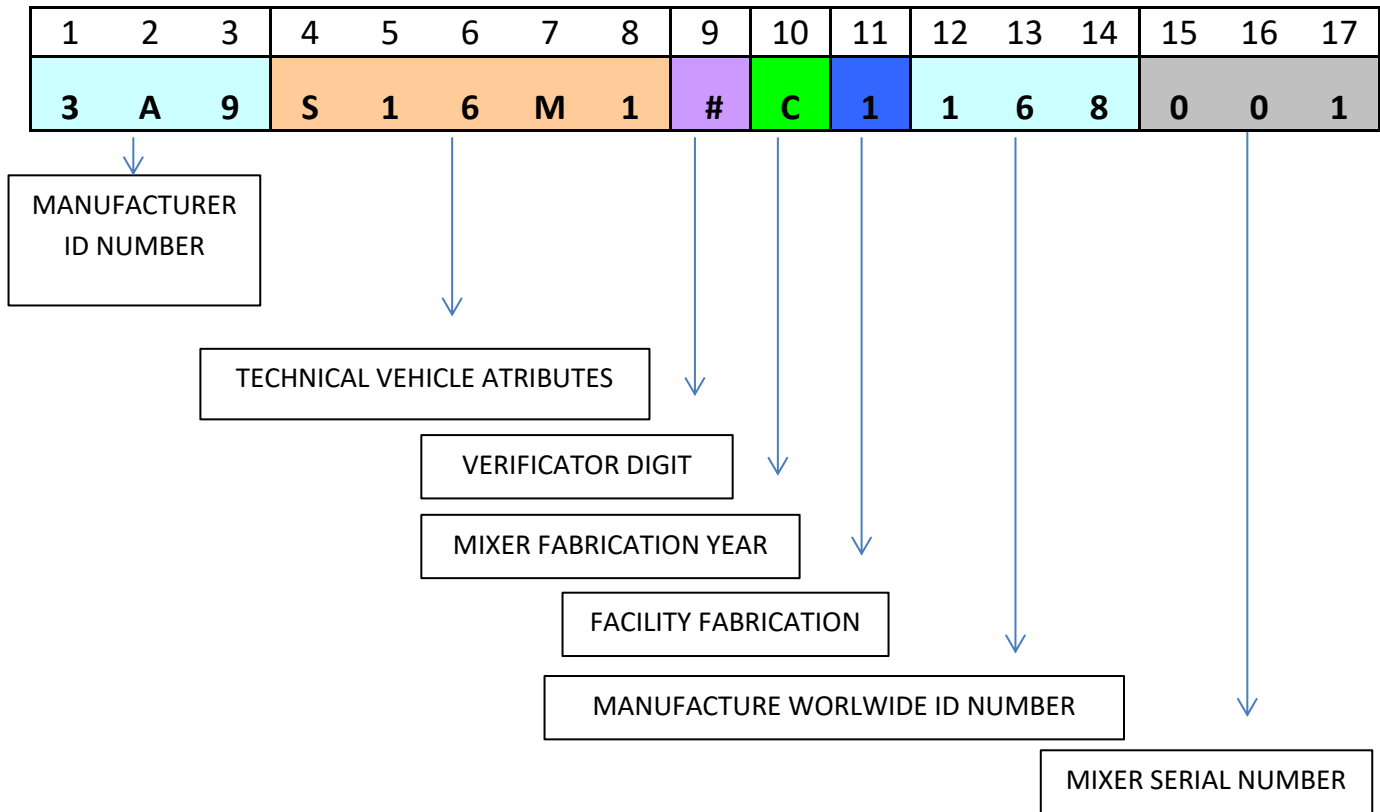 1 2 3 4 5 6 7 8 9 10 11 12 13 14 15 16 17
3 A 9 S 1 6 M 1 # C 1 1 6 8 0 0 1
MANUFACTURER
ID NUMBER
TECHNICAL VEHICLE ATRIBUTES
VERIFICATOR DIGIT
MIXER FABRICATION YEAR
FACILITY FABRICATION
MANUFACTURE WORLWIDE ID NUMBER
MIXER SERIAL NUMBER